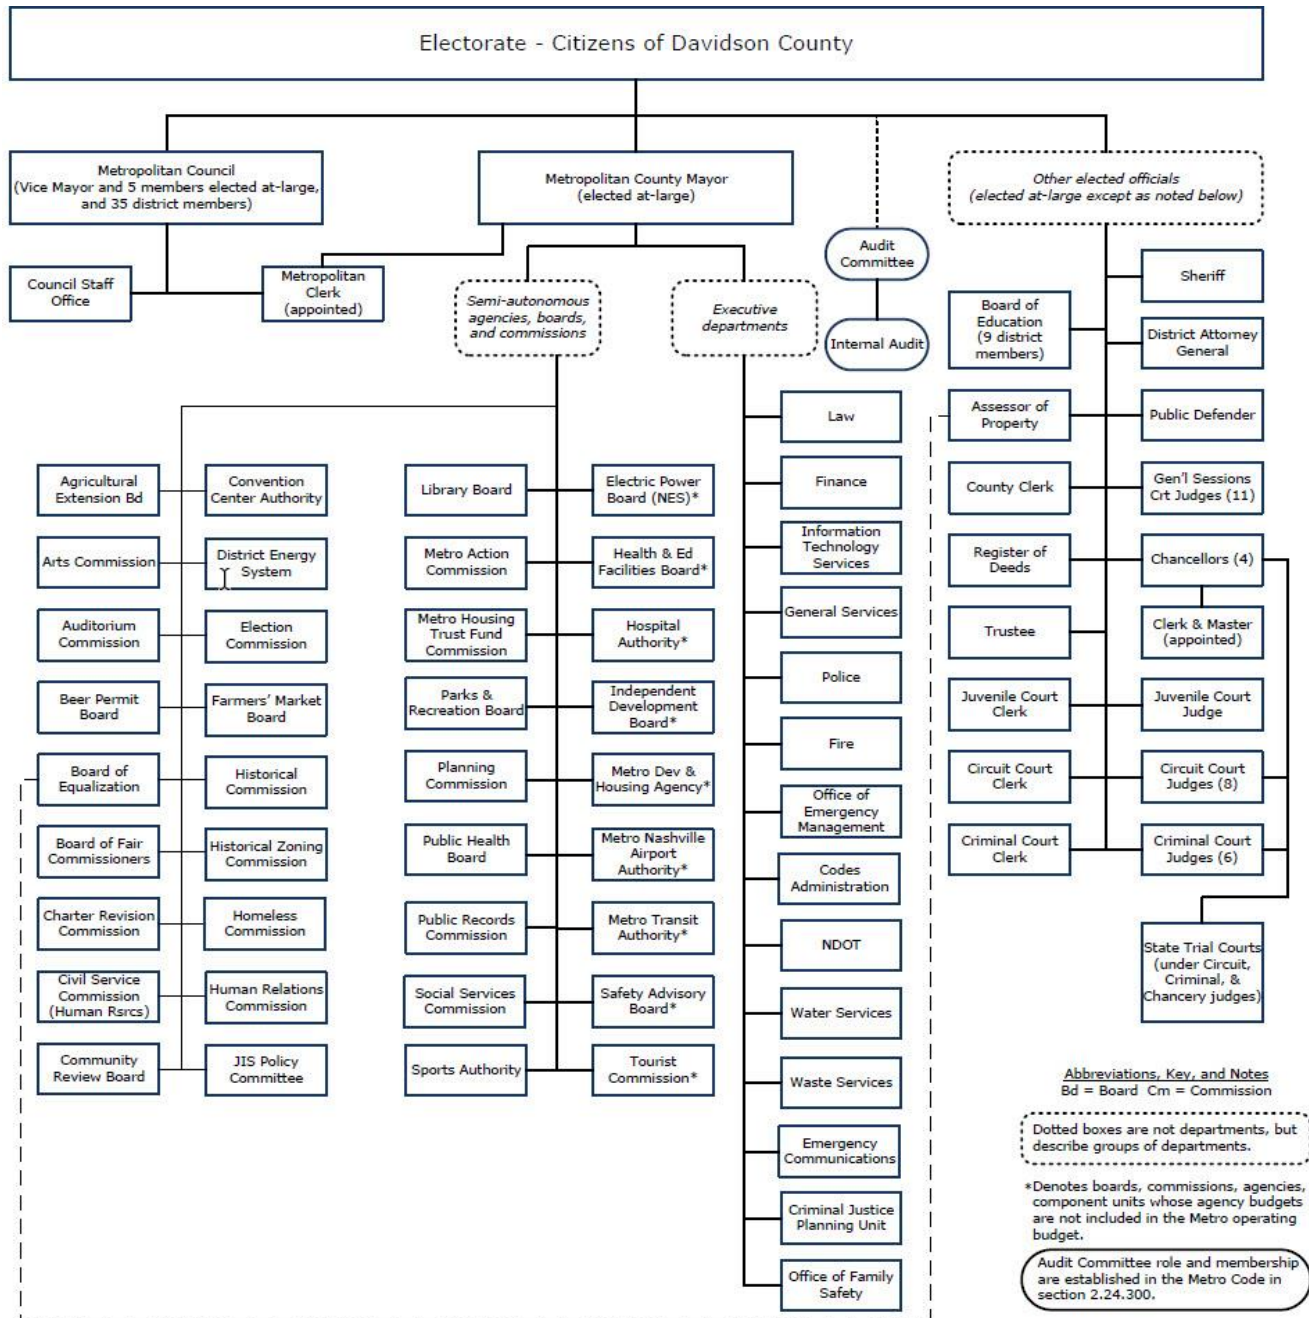 Electorate - Citizens of Davidson County
Metropolitan Council
(Vice Mayor and 5 members elected at-large,
and 35 district members)
Metropolitan County Mayor
(elected at-large)
Other elected officials
(elected at-large except as noted below)
Council Staff
Office
Metropolitan
Clerk
(appointed)
Semi-autonomous
agencies, boards,
and commissions
Executive
departments
Audit
Committee
Internal Audit
Agricultural
Extension Bd
Convention
Center Authority
Arts Commission
District Energy
System
Auditorium
Commission
Election
Commission
Beer Permit
Board
Farmers' Market
Board
Board of
Equalization
Historical
Commission
Board of Fair
Commissioners
Historical Zoning
Commission
Charter Revision
Commission
Homeless
Commission
Civil Service
Commission
(Human Rsrcs)
Human Relations
Commission
Community
Review Board
JIS Policy
Committee
Library Board
Electric Power
Board (NES)*
Metro Action
Commission
Health & Ed
Facilities Board*
Metro Housing
Trust Fund
Commission
Hospital
Authority*
Parks &
Recreation Board
Independent
Development
Board*
Planning
Commission
Metro Dev &
Housing Agency*
Public Health
Board
Metro Nashville
Airport
Authority*
Public Records
Commission
Metro Transit
Authority*
Social Services
Commission
Safety Advisory
Board*
Sports Authority
Tourist
Commission*
Law
Finance
Information
Technology
Services
General Services
Police
Fire
Office of
Emergency
Management
Codes
Administration
NDOT
Water Services
Waste Services
Emergency
Communications
Criminal Justice
Planning Unit
Office of Family
Safety
Sheriff
Board of
Education
(9 district
members)
District Attorney
General
Assessor of
Property
Public Defender
County Clerk
Gen'l Sessions
Crt Judges (11)
Register of
Deeds
Chancellors (4)
Trustee
Clerk & Master
(appointed)
Juvenile Court
Clerk
Juvenile Court
Judge
Circuit Court
Clerk
Circuit Court
Judges (8)
Criminal Court
Clerk
Criminal Court
Judges (6)
State Trial Courts
(under Circuit,
Criminal, &
Chancery judges)
Abbreviations, Key, and Notes
Bd = Board Cm = Commission
Dotted boxes are not departments, but
describe groups of departments.
*Denotes boards, commissions, agencies,
component units whose agency budgets
are not included in the Metro operating
budget.
Audit Committee role and membership
are established in the Metro Code in
section 2.24.300.